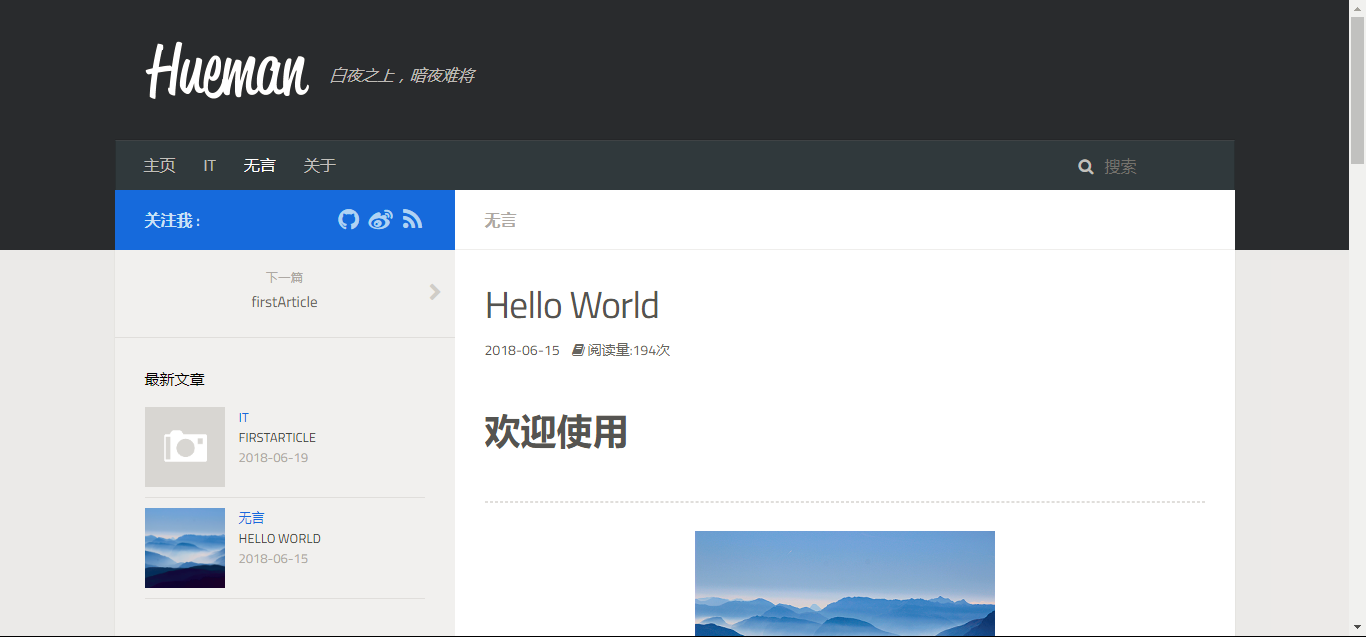 Hueman 白夜之上，暗夜难将
主页 IT 无言 关于 搜索
关注我：
无言
下一篇
firstArticle
Hello World
2018-06-15 阅读量:194次
最新文章
IT
FIRSTARTICLE
2018-06-19
无言
HELLO WORLD
2018-06-15
欢迎使用